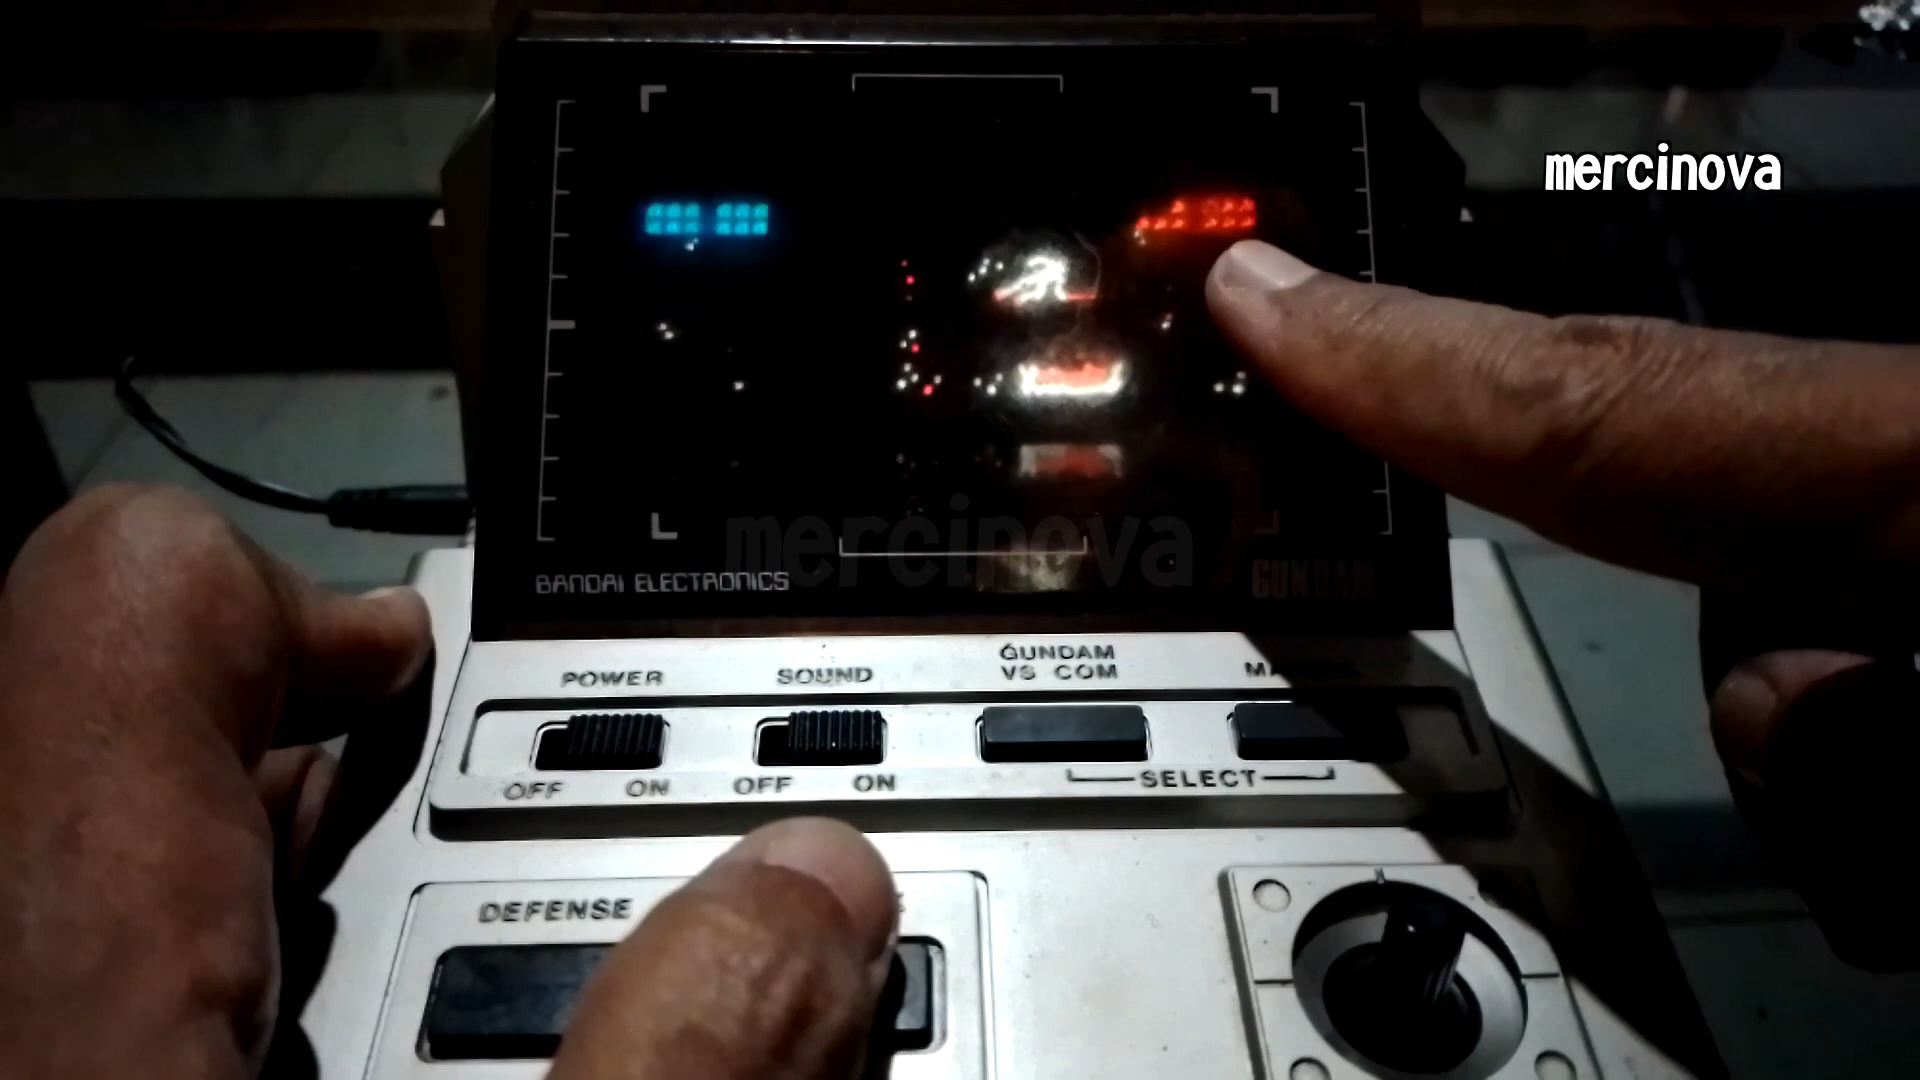 mercinova
mercinova
BANDAI ELECTRONICS
GUNDAM
POWER
SOUND
GUNDAM
VS COM
OFF
ON
OFF
ON
SELECT
DEFENSE